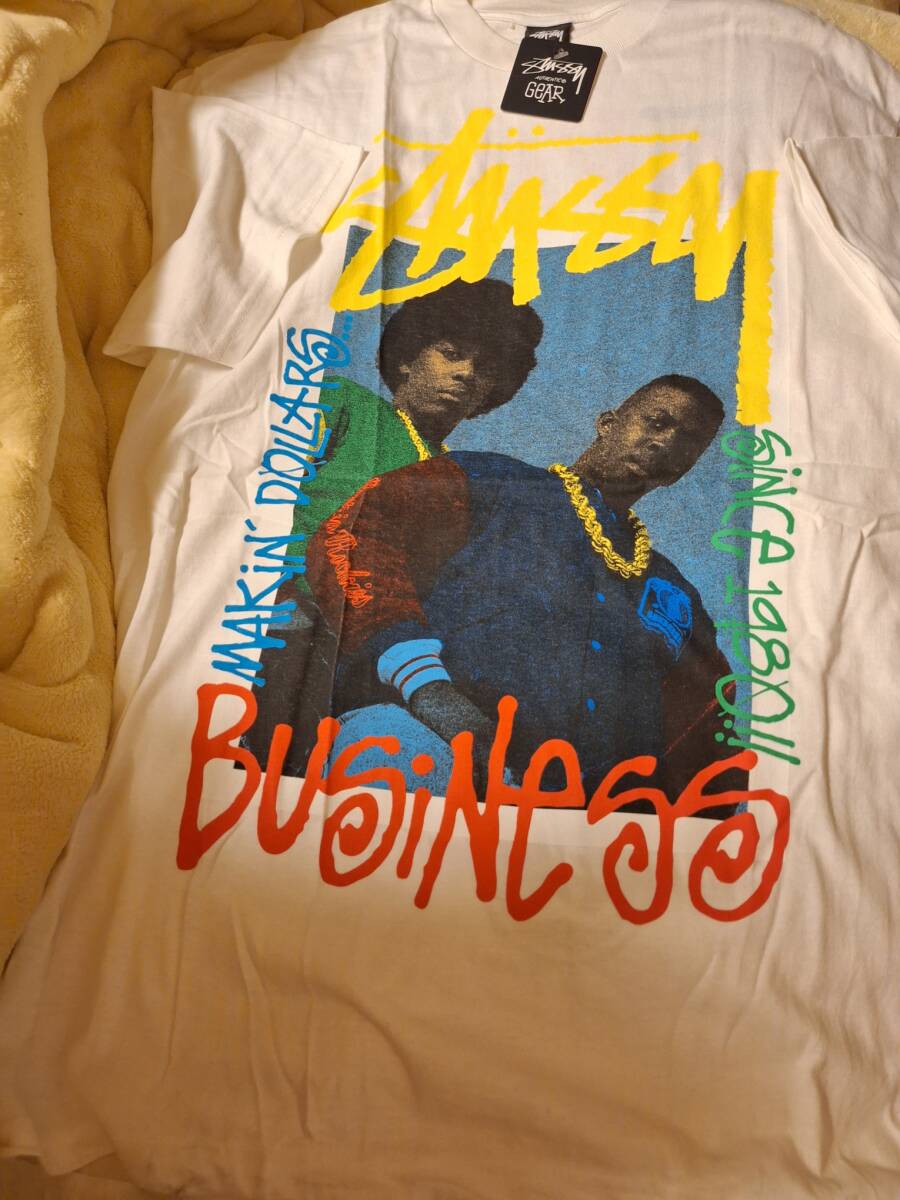 Stüssy
Stüssy
AUTHENTIC
GEAR
Stüssy
MAKiN' DOLLARS...
SiNCE 1980!!
BUSiNeSS